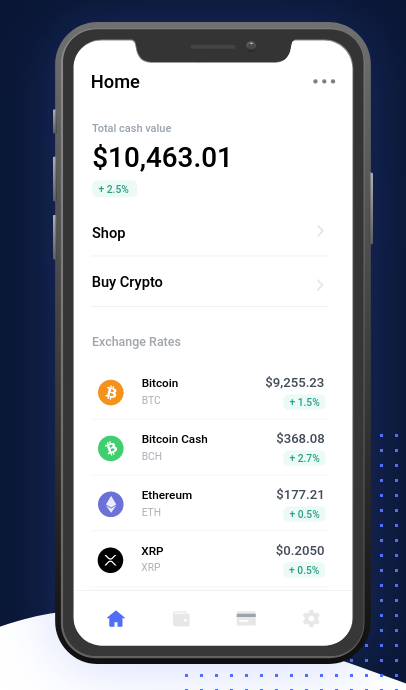 Home
Total cash value
$10,463.01
+ 2.5%
Shop
Buy Crypto
Exchange Rates
Bitcoin $9,255.23
BTC + 1.5%
Bitcoin Cash $368.08
BCH + 2.7%
Ethereum $177.21
ETH + 0.5%
XRP $0.2050
XRP + 0.5%